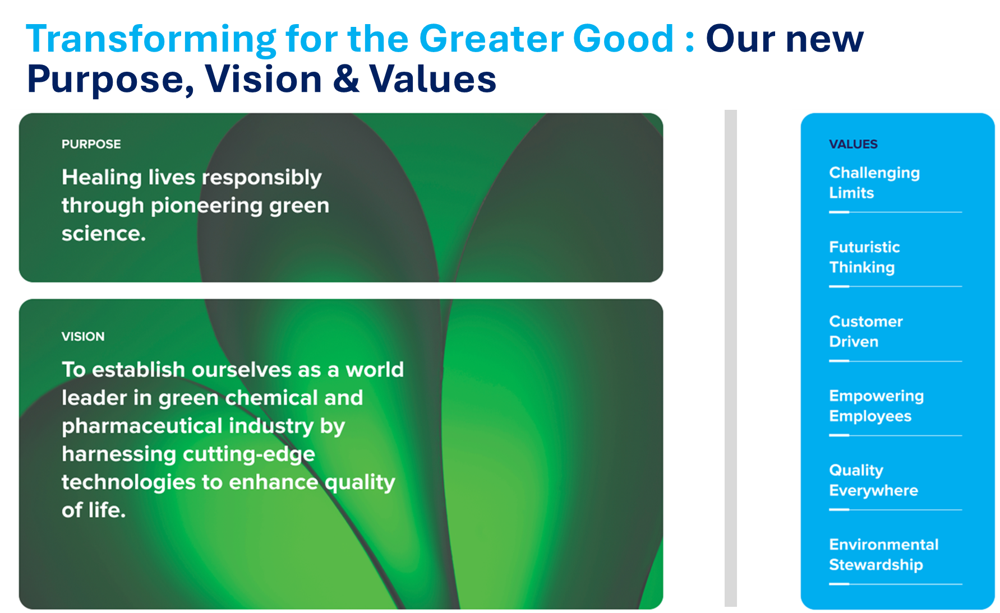 Transforming for the Greater Good : Our new
Purpose, Vision & Values
PURPOSE
Healing lives responsibly
through pioneering green
science.
VISION
To establish ourselves as a world
leader in green chemical and
pharmaceutical industry by
harnessing cutting-edge
technologies to enhance quality
of life.
VALUES
Challenging
Limits
Futuristic
Thinking
Customer
Driven
Empowering
Employees
Quality
Everywhere
Environmental
Stewardship